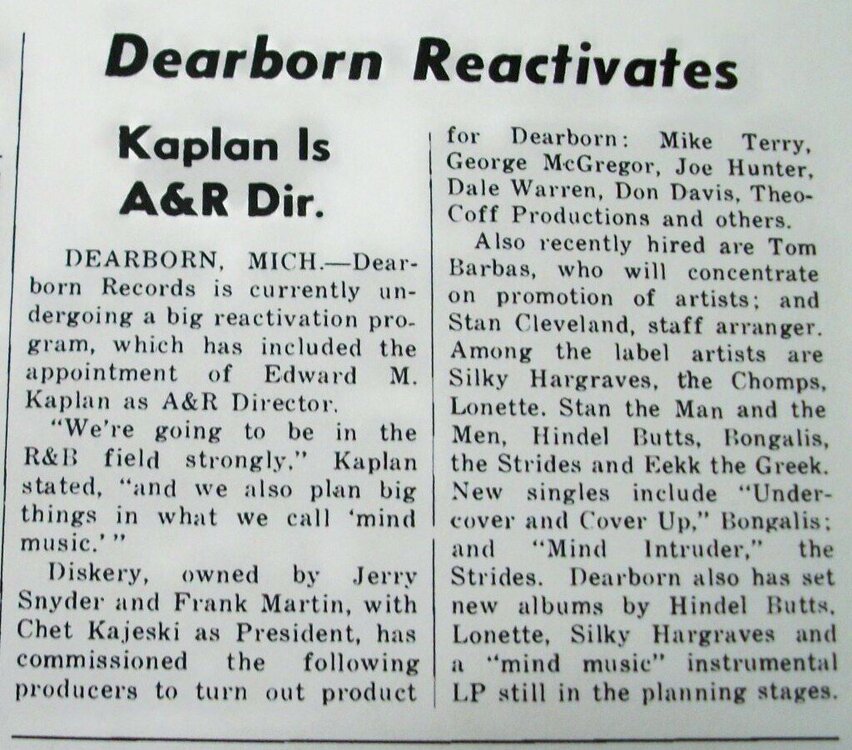 Dearborn Reactivates
Kaplan Is
A&R Dir.
DEARBORN, MICH.—Dear-
born Records is currently un-
dergoing a big reactivation pro-
gram, which has included the
appointment of Edward M.
Kaplan as A&R Director.
"We're going to be in the
R&B field strongly." Kaplan
stated, "and we also plan big
things in what we call 'mind
music.'"
Diskery, owned by Jerry
Snyder and Frank Martin, with
Chet Kajeski as President, has
commissioned the following
producers to turn out product
for Dearborn: Mike Terry,
George McGregor, Joe Hunter,
Dale Warren, Don Davis, Theo-
Coff Productions and others.
Also recently hired are Tom
Barbas, who will concentrate
on promotion of artists; and
Stan Cleveland, staff arranger.
Among the label artists are
Silky Hargraves, the Chomps,
Lonette. Stan the Man and the
Men, Hindel Butts, Bongalis,
the Strides and Eekk the Greek.
New singles include "Under-
cover and Cover Up," Bongalis;
and "Mind Intruder," the
Strides. Dearborn also has set
new albums by Hindel Butts,
Lonette, Silky Hargraves and
a "mind music" instrumental
LP still in the planning stages.